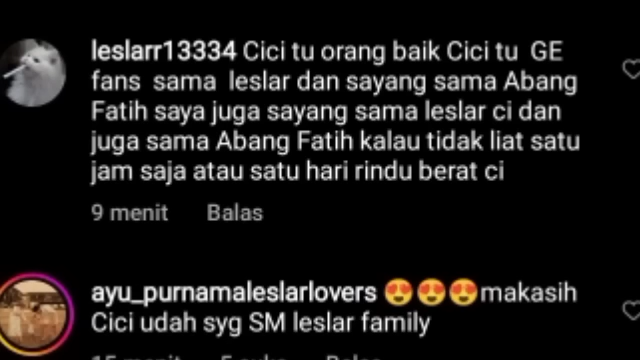 leslarr13334 Cici tu orang baik Cici tu GE
fans sama leslar dan sayang sama Abang
Fatih saya juga sayang sama leslar ci dan
juga sama Abang Fatih kalau tidak liat satu
jam saja atau satu hari rindu berat ci
9 menit Balas
ayu_purnamaleslarlovers 😍😍😍makasih
Cici udah syg SM leslar family